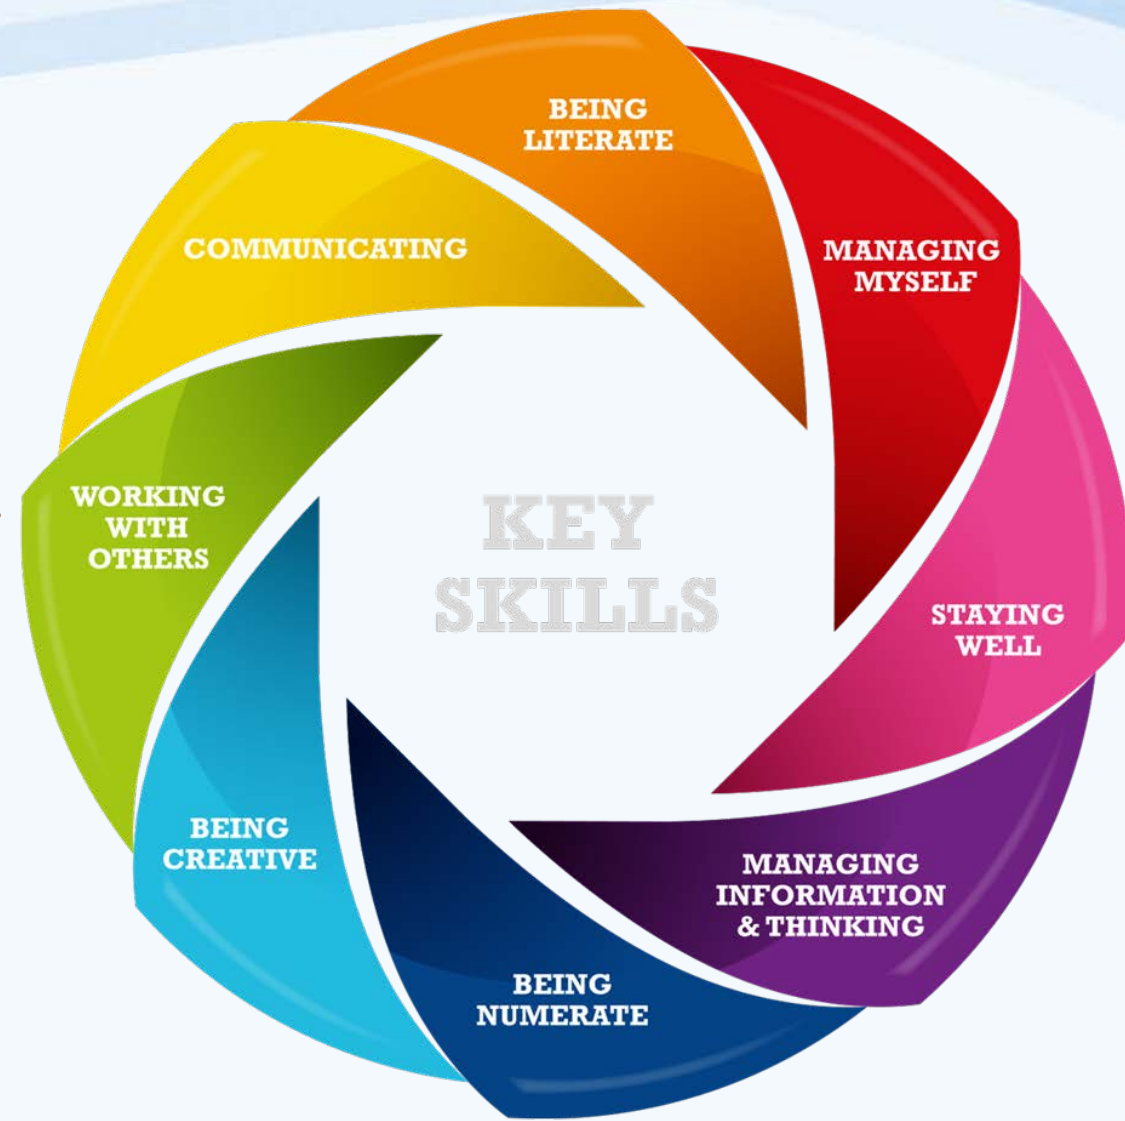 BEING
LITERATE
MANAGING
MYSELF
STAYING
WELL
MANAGING
INFORMATION
& THINKING
BEING
NUMERATE
BEING
CREATIVE
WORKING
WITH
OTHERS
COMMUNICATING
KEY
SKILLS